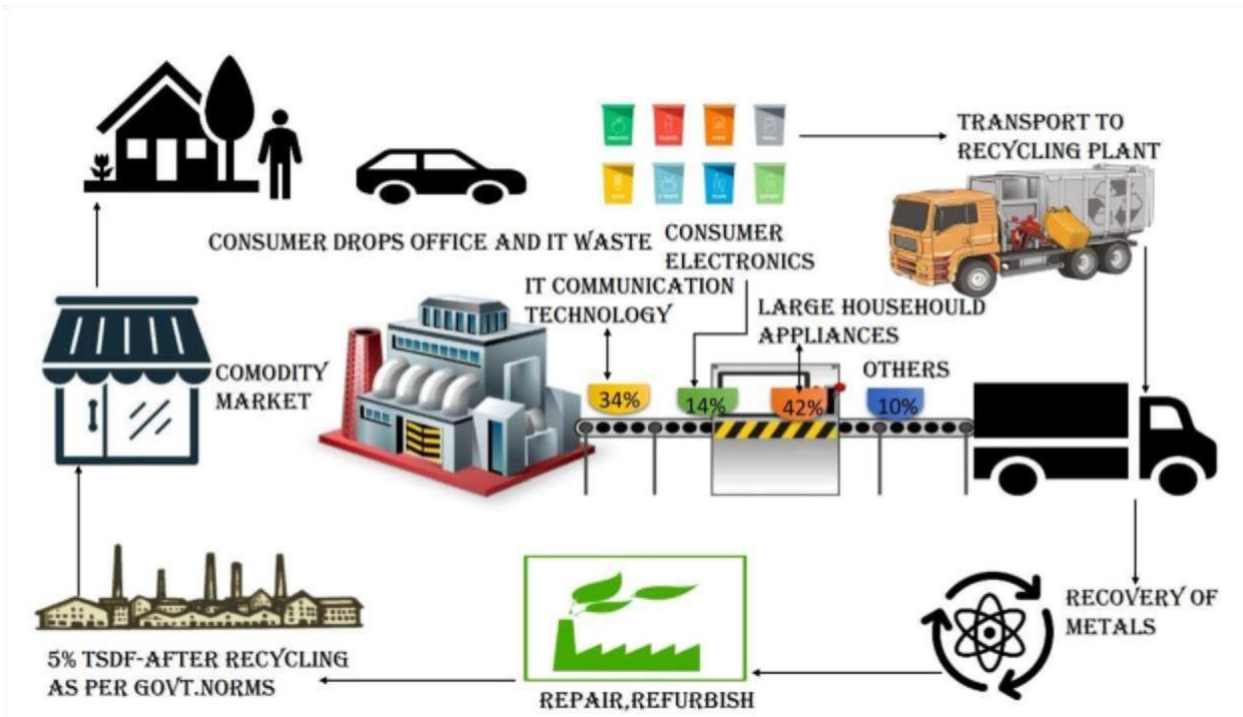 TRANSPORT TO
RECYCLING PLANT
CONSUMER DROPS OFFICE AND IT WASTE
CONSUMER
ELECTRONICS
IT COMMUNICATION
TECHNOLOGY
LARGE HOUSEHOULD
APPLIANCES
OTHERS
COMODITY
MARKET
34%
14%
42%
10%
RECOVERY OF
METALS
5% TSDF-AFTER RECYCLING
AS PER GOVT.NORMS
REPAIR,REFURBISH